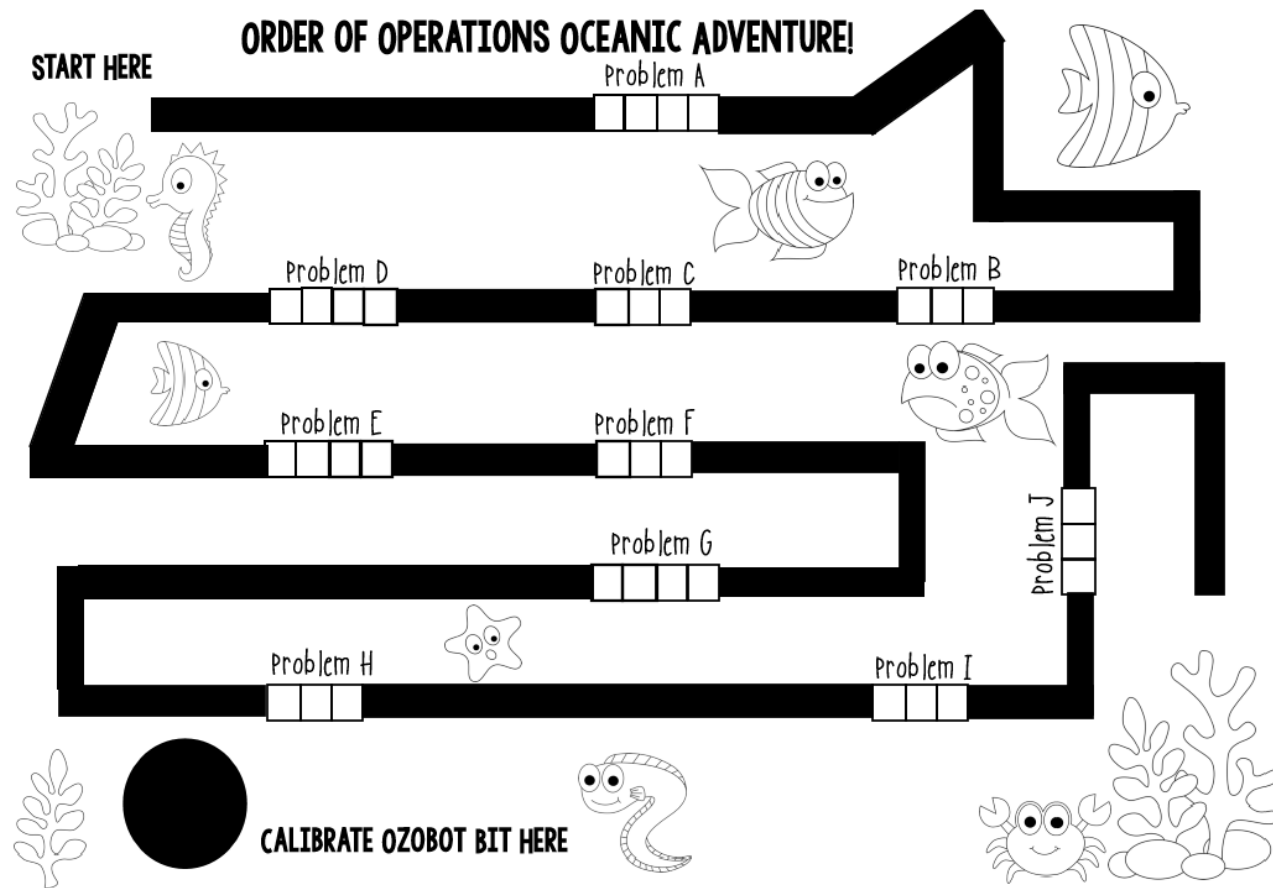 ORDER OF OPERATIONS OCEANIC ADVENTURE!
START HERE
Problem A
Problem D
Problem C
Problem B
Problem E
Problem F
Problem J
Problem G
Problem H
Problem I
CALIBRATE OZOBOT BIT HERE